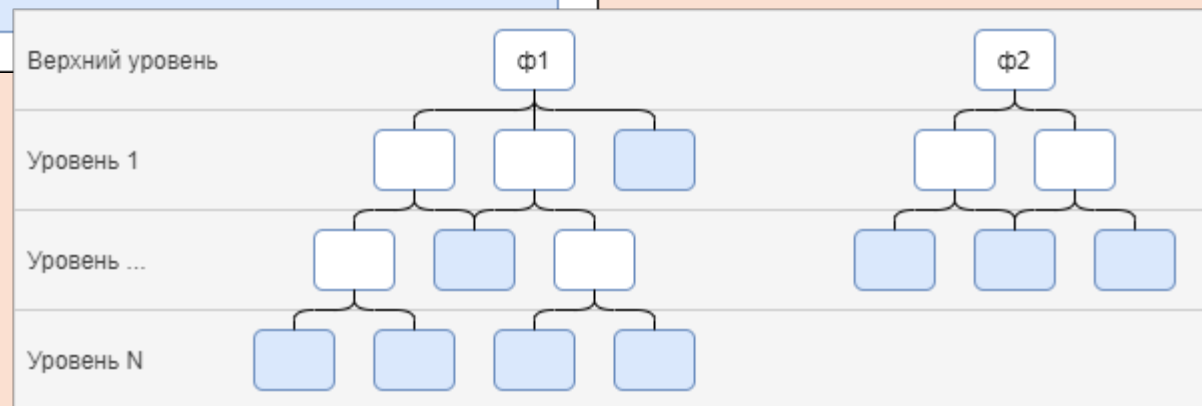 Верхний уровень
ф1
ф2
Уровень 1
Уровень ...
Уровень N